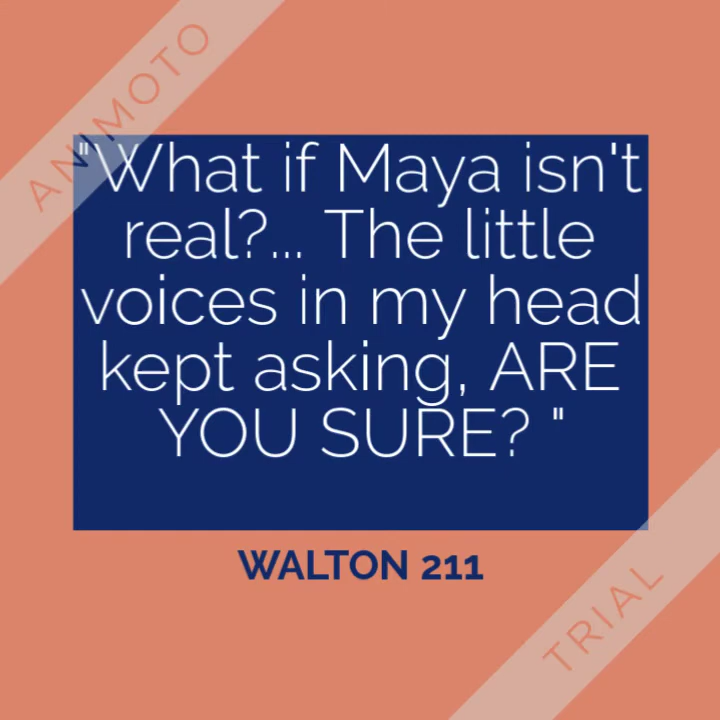 ANIMOTO
"What if Maya isn't
real?... The little
voices in my head
kept asking, ARE
YOU SURE? "
WALTON 211
TRIAL